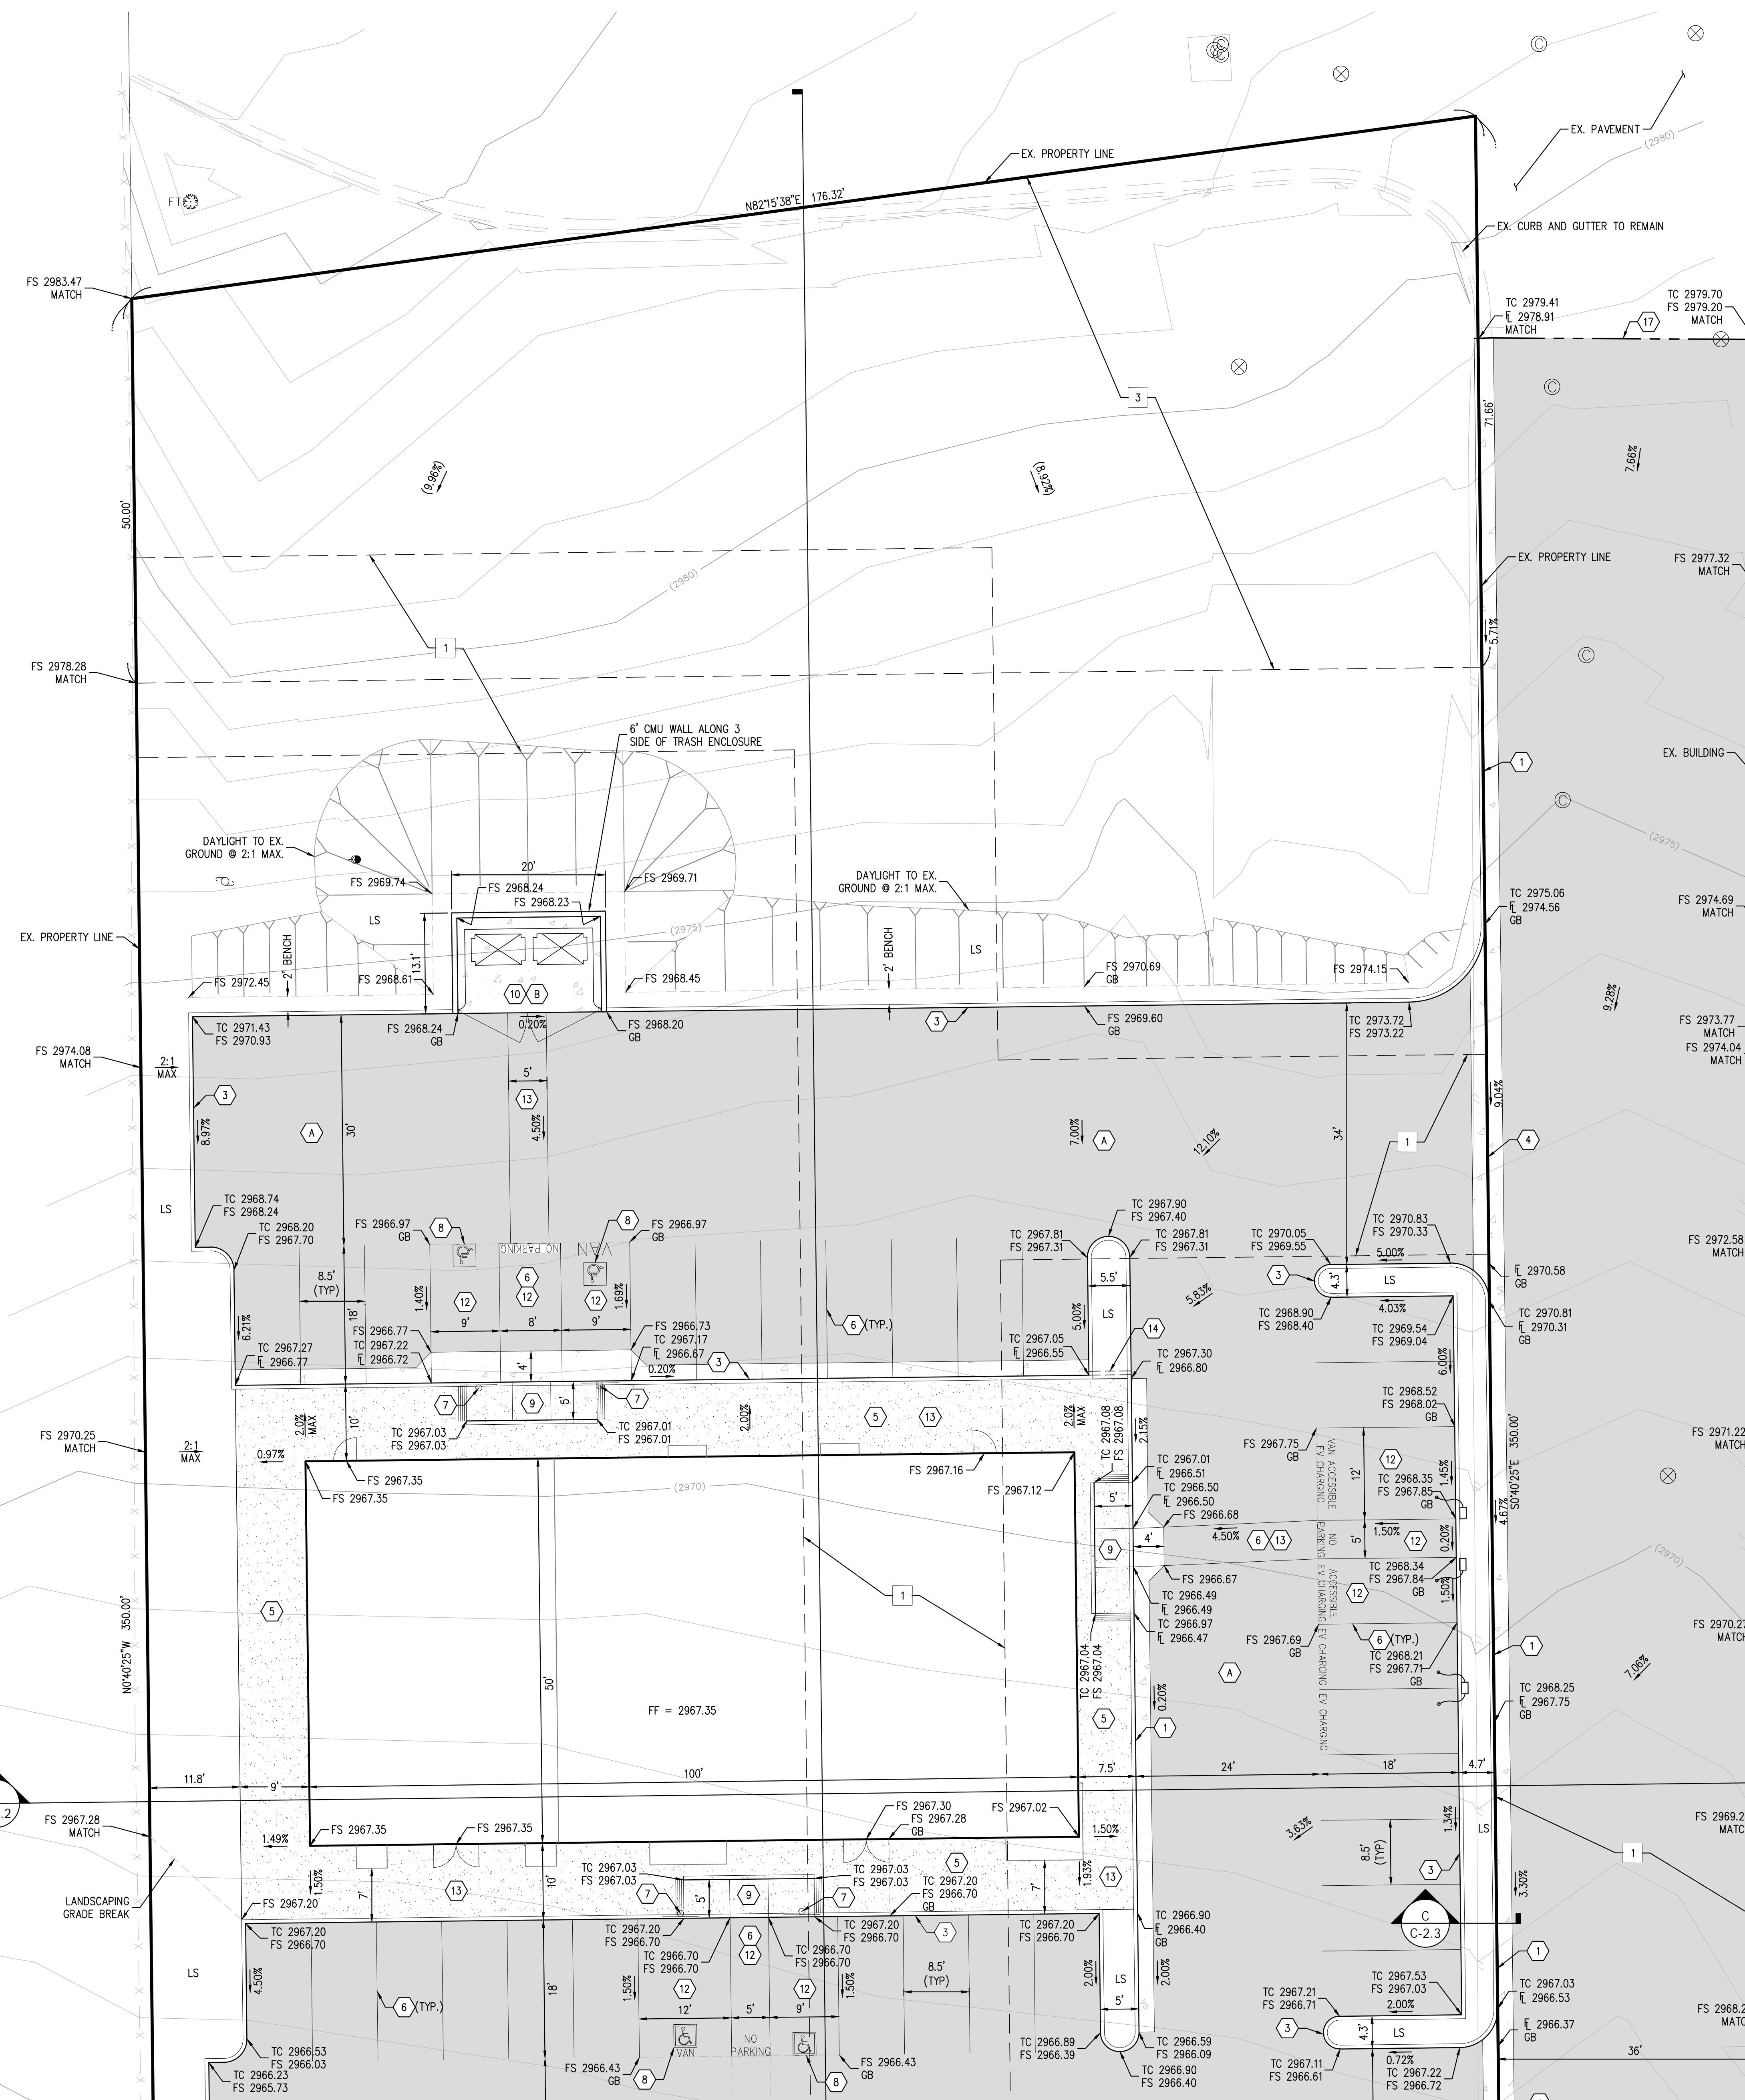 EX. PAVEMENT
(2980)
EX. PROPERTY LINE
N82°15'38"E 176.32'
FT
EX. CURB AND GUTTER TO REMAIN
FS 2983.47
MATCH
TC 2979.41
FL 2978.91
MATCH
TC 2979.70
FS 2979.20
MATCH
17
3
71.66'
7.66%
(9.96%)
(8.92%)
50.00'
EX. PROPERTY LINE
FS 2977.32
MATCH
(2980)
5.71%
1
FS 2978.28
MATCH
6' CMU WALL ALONG 3
SIDE OF TRASH ENCLOSURE
EX. BUILDING
1
DAYLIGHT TO EX.
GROUND @ 2:1 MAX.
(2975)
20'
FS 2969.74
FS 2968.24
FS 2968.23
FS 2969.71
DAYLIGHT TO EX.
GROUND @ 2:1 MAX.
TC 2975.06
FL 2974.56
GB
FS 2974.69
MATCH
LS
EX. PROPERTY LINE
2' BENCH
13.1'
(2975)
2' BENCH
LS
FS 2972.45
FS 2968.61
FS 2968.45
FS 2970.69
GB
FS 2974.15
10
B
9.28%
TC 2971.43
FS 2970.93
FS 2968.24
GB
0.20%
FS 2968.20
GB
3
FS 2969.60
GB
TC 2973.72
FS 2973.22
FS 2973.77
MATCH
FS 2974.04
MATCH
FS 2974.08
MATCH
2:1
MAX
3
5'
13
9.04%
8.97%
A
30'
4.50%
7.00%
A
12.10%
34'
1
4
LS
TC 2968.74
FS 2968.24
TC 2968.20
FS 2967.70
FS 2966.97
GB
8
NO PARKING
VAN
8
FS 2966.97
GB
TC 2967.90
FS 2967.40
TC 2967.81
FS 2967.31
TC 2967.81
FS 2967.31
TC 2970.05
FS 2969.55
TC 2970.83
FS 2970.33
5.00%
FS 2972.58
MATCH
FL 2970.58
GB
8.5'
(TYP)
18'
1.40%
6
12
12
12
1.69%
5.5'
5.83%
3
4.3'
LS
4.03%
TC 2970.81
FL 2970.31
GB
6.21%
9'
8'
9'
6
(TYP.)
5.00%
LS
TC 2968.90
FS 2968.40
TC 2969.54
FS 2969.04
TC 2967.27
FL 2966.77
FS 2966.77
TC 2967.22
FL 2966.72
4'
FS 2966.73
TC 2967.17
FL 2966.67
0.20%
3
TC 2967.05
FL 2966.55
14
TC 2967.30
FL 2966.80
6.00%
10'
7
9
5'
7
5
13
TC 2968.52
FS 2968.02
GB
2.0%
MAX
TC 2967.03
FS 2967.03
TC 2967.01
FS 2967.01
2.00%
2.0%
MAX
TC 2967.08
FS 2967.08
2.15%
FS 2970.25
MATCH
2:1
MAX
0.97%
FS 2967.35
FS 2967.35
FS 2967.16
FS 2967.12
TC 2967.01
FL 2966.51
FS 2967.75
GB
VAN ACCESSIBLE
EV CHARGING
12'
12
1.45%
FS 2971.22
MATCH
S0°40'25"E 350.00'
(2970)
5'
TC 2966.50
FL 2966.50
FS 2966.68
TC 2968.35
FS 2967.85
GB
4.67%
9
4'
4.50%
6
13
NO
PARKING
5'
1.50%
12
0.20%
(2970)
N0°40'25"W 350.00'
5
1
FS 2966.67
TC 2966.49
FL 2966.49
TC 2966.97
FL 2966.47
ACCESSIBLE
EV CHARGING
12
TC 2968.34
FS 2967.84
GB
1.50%
FS 2967.69
GB
6
(TYP.)
TC 2968.21
FS 2967.71
GB
1
FS 2970.27
MATCH
50'
TC 2967.04
FS 2967.04
A
EV CHARGING
EV CHARGING
7.06%
FF = 2967.35
5
0.20%
1
TC 2968.25
FL 2967.75
GB
11.8'
9'
100'
7.5'
24'
18'
4.7'
FS 2967.28
MATCH
1.49%
FS 2967.35
FS 2967.35
FS 2967.30
FS 2967.28
GB
FS 2967.02
1.50%
3.63%
1.34%
LS
1
8.5'
(TYP)
3
LANDSCAPING
GRADE BREAK
1.50%
7'
13
10'
TC 2967.03
FS 2967.03
5'
9
TC 2967.03
FS 2967.03
5
TC 2967.20
FS 2966.70
GB
7'
1.93%
13
3.30%
FS 2967.20
7
7
TC 2967.20
FS 2966.70
TC 2967.20
FS 2966.70
6
12
TC 2967.20
FS 2966.70
3
TC 2967.20
FS 2966.70
TC 2966.90
FL 2966.40
GB
C
C-2.3
TC 2966.70
FS 2966.70
TC 2966.70
FS 2966.70
LS
4.50%
18'
1.50%
12
12
1.50%
8.5'
(TYP)
2.00%
LS
2.00%
1
6
(TYP.)
12'
5'
9'
5'
TC 2967.21
FS 2966.71
TC 2967.53
FS 2967.03
2.00%
TC 2967.03
FL 2966.53
TC 2966.53
FS 2966.03
VAN
NO
PARKING
TC 2966.89
FS 2966.39
TC 2966.59
FS 2966.09
3
4.3'
LS
FL 2966.37
GB
TC 2966.23
FS 2965.73
FS 2966.43
GB
8
8
FS 2966.43
GB
TC 2966.90
FS 2966.40
TC 2967.11
FS 2966.61
0.72%
TC 2967.22
FS 2966.72
36'